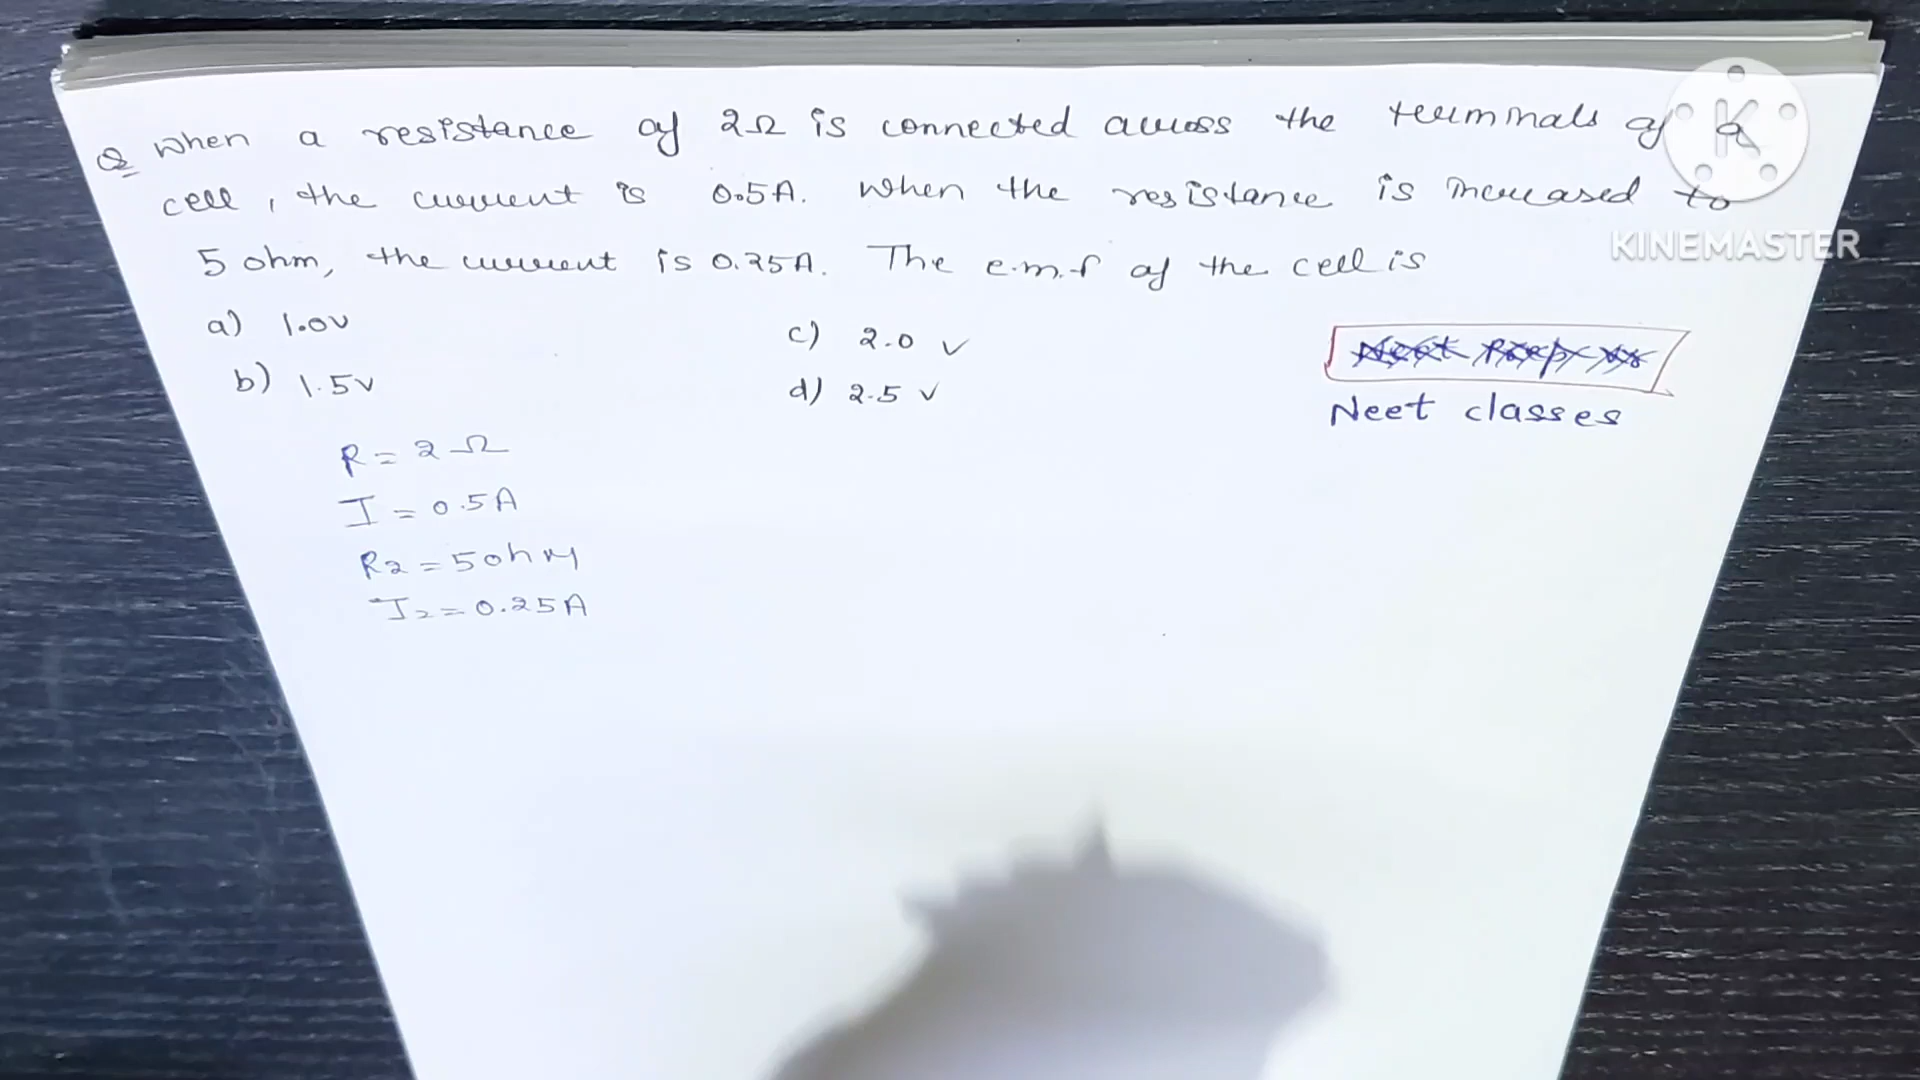 Q When a resistance of 2Ω is connected across the terminals of a
cell, the current is 0.5A. When the resistance is increased to
5 ohm, the current is 0.25A. The e.m.f of the cell is
a) 1.0v
c) 2.0 v
b) 1.5v
d) 2.5 v
Neet classes
R = 2 Ω
I = 0.5A
R2 = 5ohm
I2 = 0.25A
K
KINEMASTER